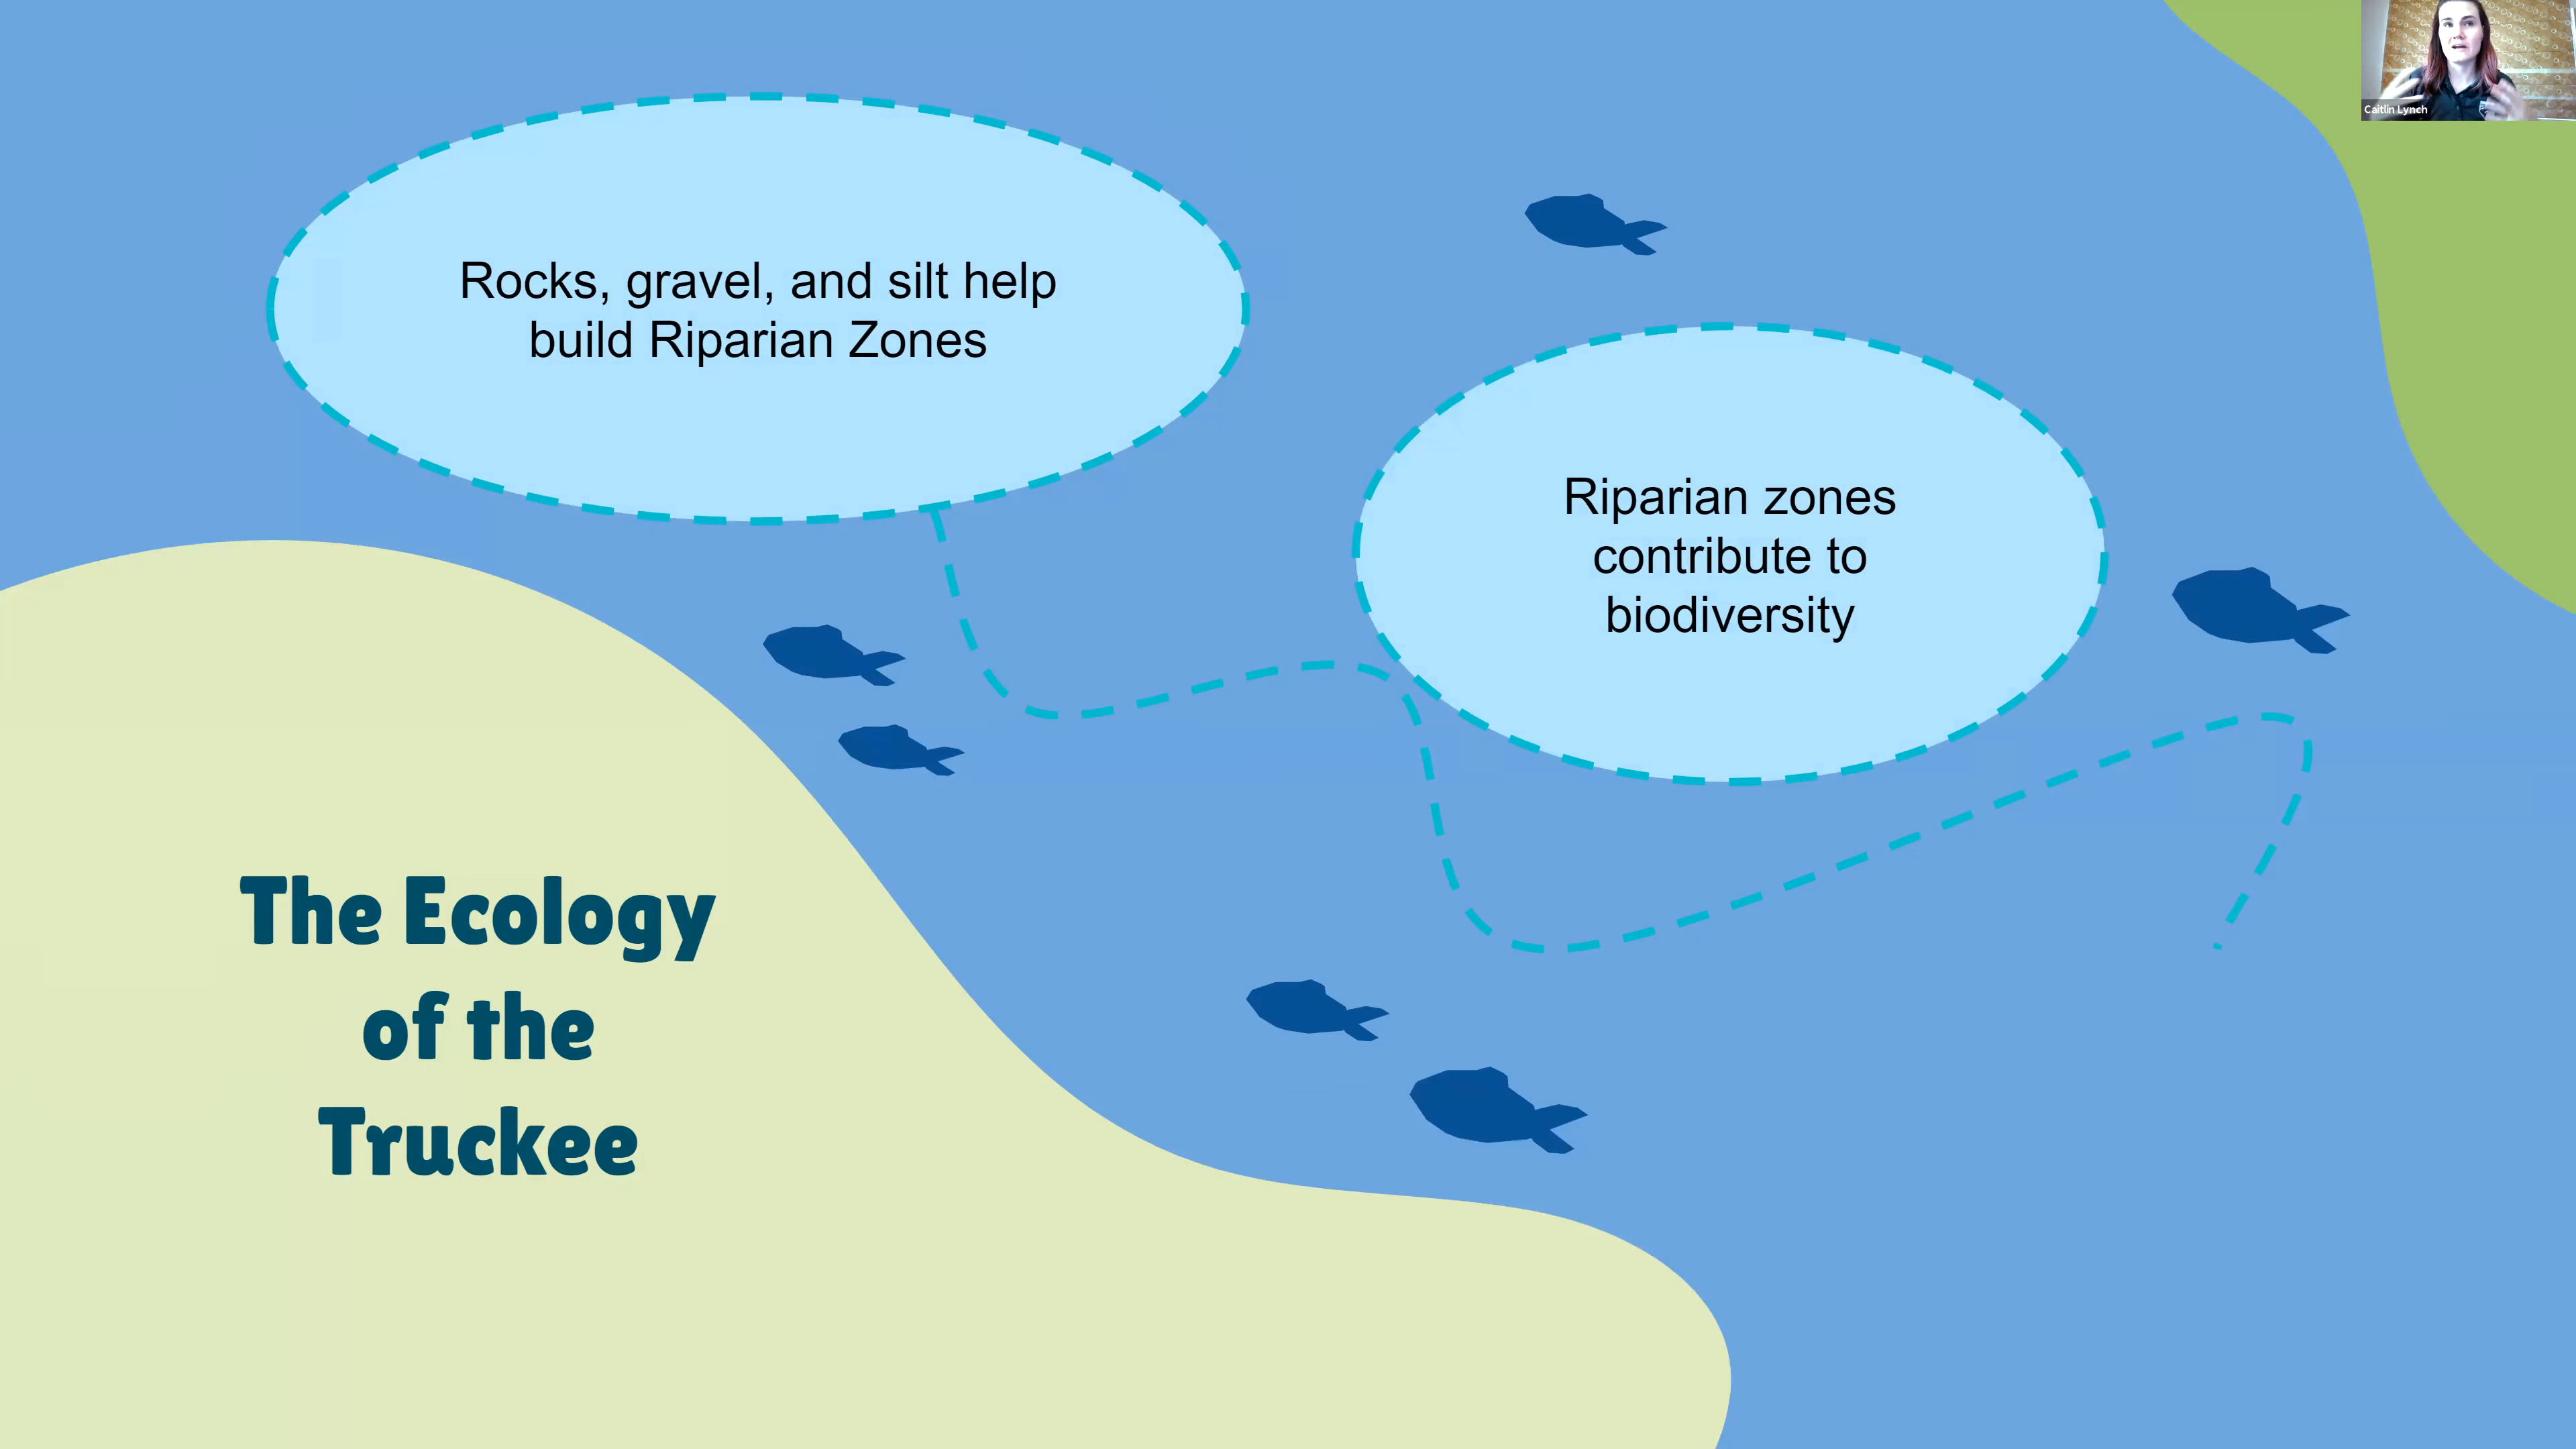 Caitlin Lynch
Rocks, gravel, and silt help
build Riparian Zones
Riparian zones
contribute to
biodiversity
The Ecology
of the
Truckee